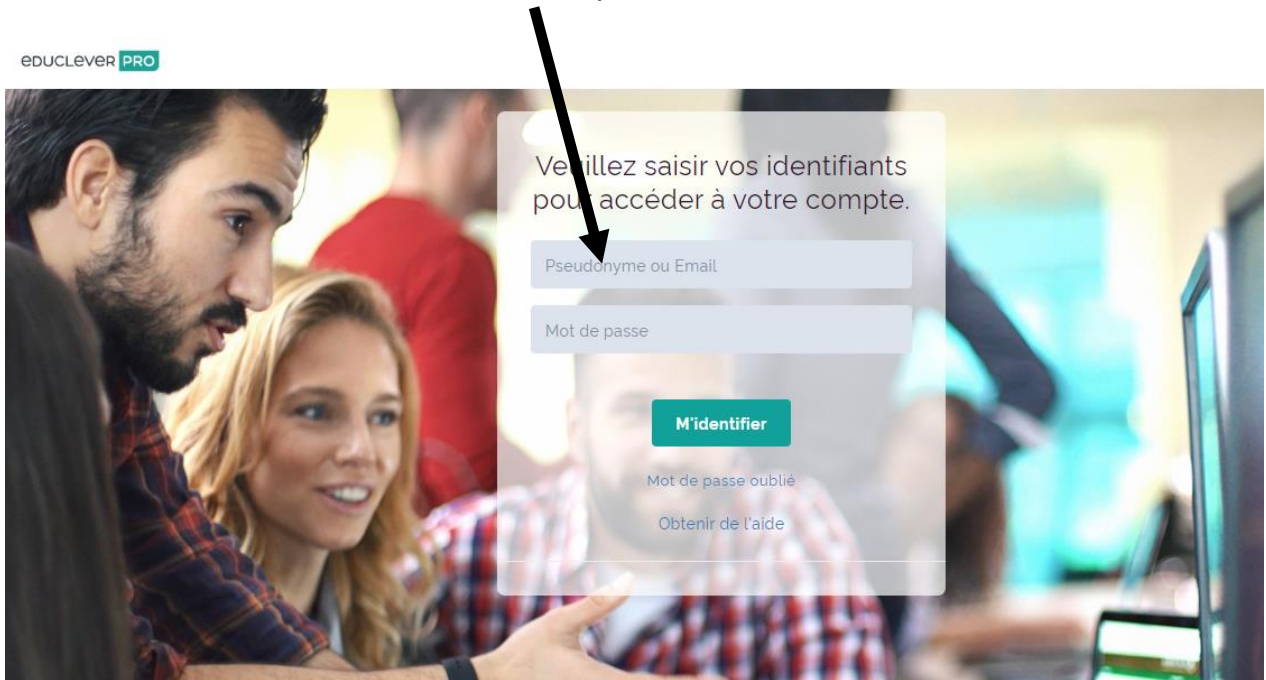 eDUCLEVER PRO
Veuillez saisir vos identifiants
pour accéder à votre compte.
Pseudonyme ou Email
Mot de passe
M'identifier
Mot de passe oublié
Obtenir de l'aide